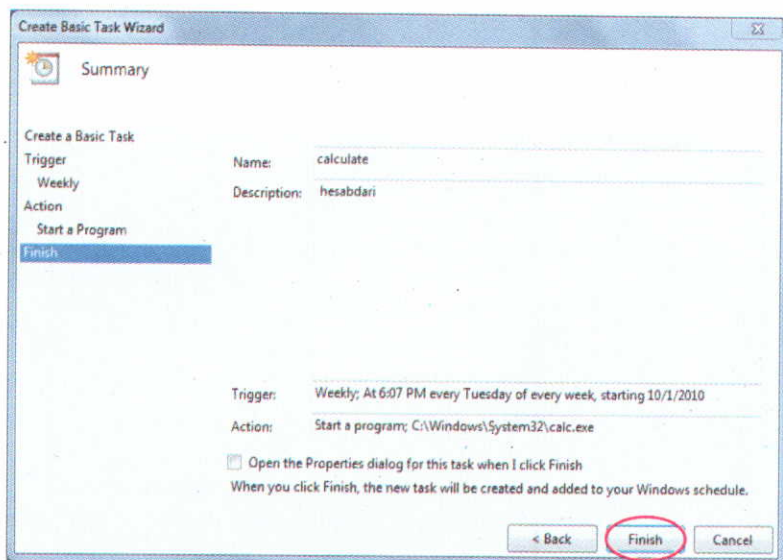 Create Basic Task Wizard
Summary
Create a Basic Task
Trigger
Weekly
Action
Start a Program
Finish
Name: calculate
Description: hesabdari
Trigger: Weekly; At 6:07 PM every Tuesday of every week, starting 10/1/2010
Action: Start a program; C:\Windows\System32\calc.exe
Open the Properties dialog for this task when I click Finish
When you click Finish, the new task will be created and added to your Windows schedule.
< Back Finish Cancel